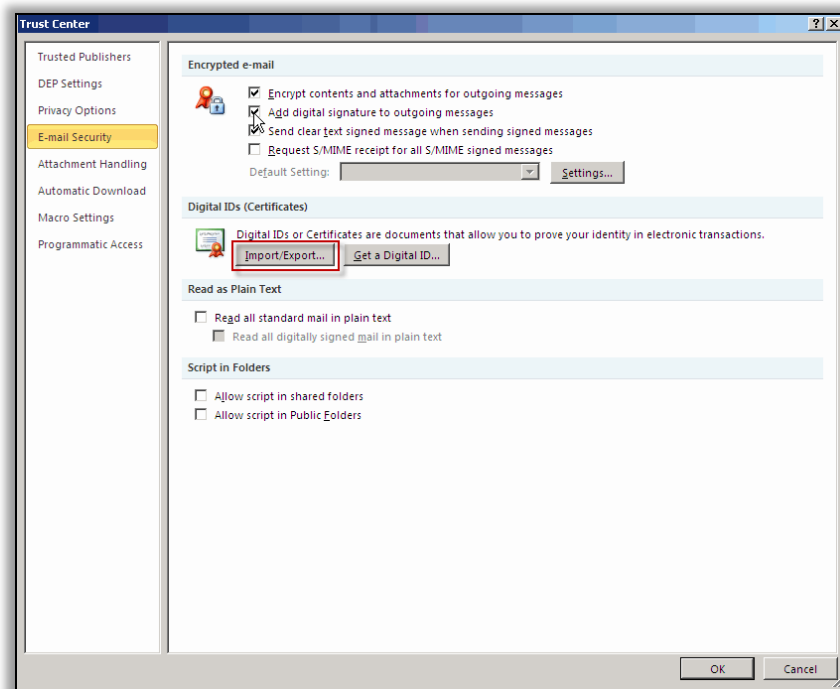 Trust Center
Trusted Publishers
DEP Settings
Privacy Options
E-mail Security
Attachment Handling
Automatic Download
Macro Settings
Programmatic Access
Encrypted e-mail
Encrypt contents and attachments for outgoing messages
Add digital signature to outgoing messages
Send clear text signed message when sending signed messages
Request S/MIME receipt for all S/MIME signed messages
Default Setting:
Settings...
Digital IDs (Certificates)
Digital IDs or Certificates are documents that allow you to prove your identity in electronic transactions.
Import/Export... Get a Digital ID...
Read as Plain Text
Read all standard mail in plain text
Read all digitally signed mail in plain text
Script in Folders
Allow script in shared folders
Allow script in Public Folders
OK Cancel